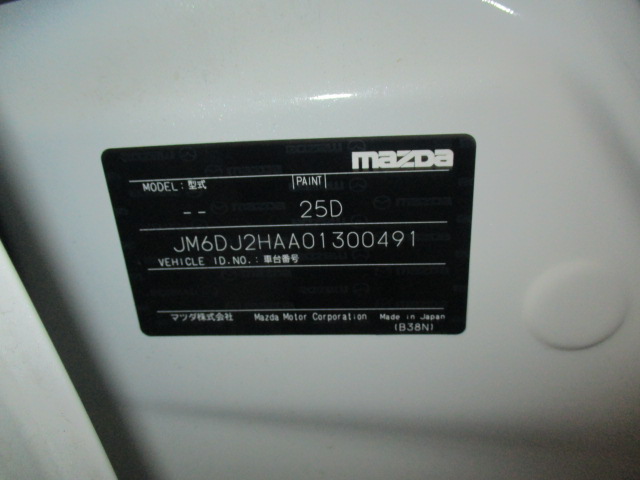 mazda
MODEL:型式 PAINT
-- 25D
JM6DJ2HAA01300491
VEHICLE ID.NO.:車台番号
マツダ株式会社 Mazda Motor Corporation Made in Japan
(B38N)